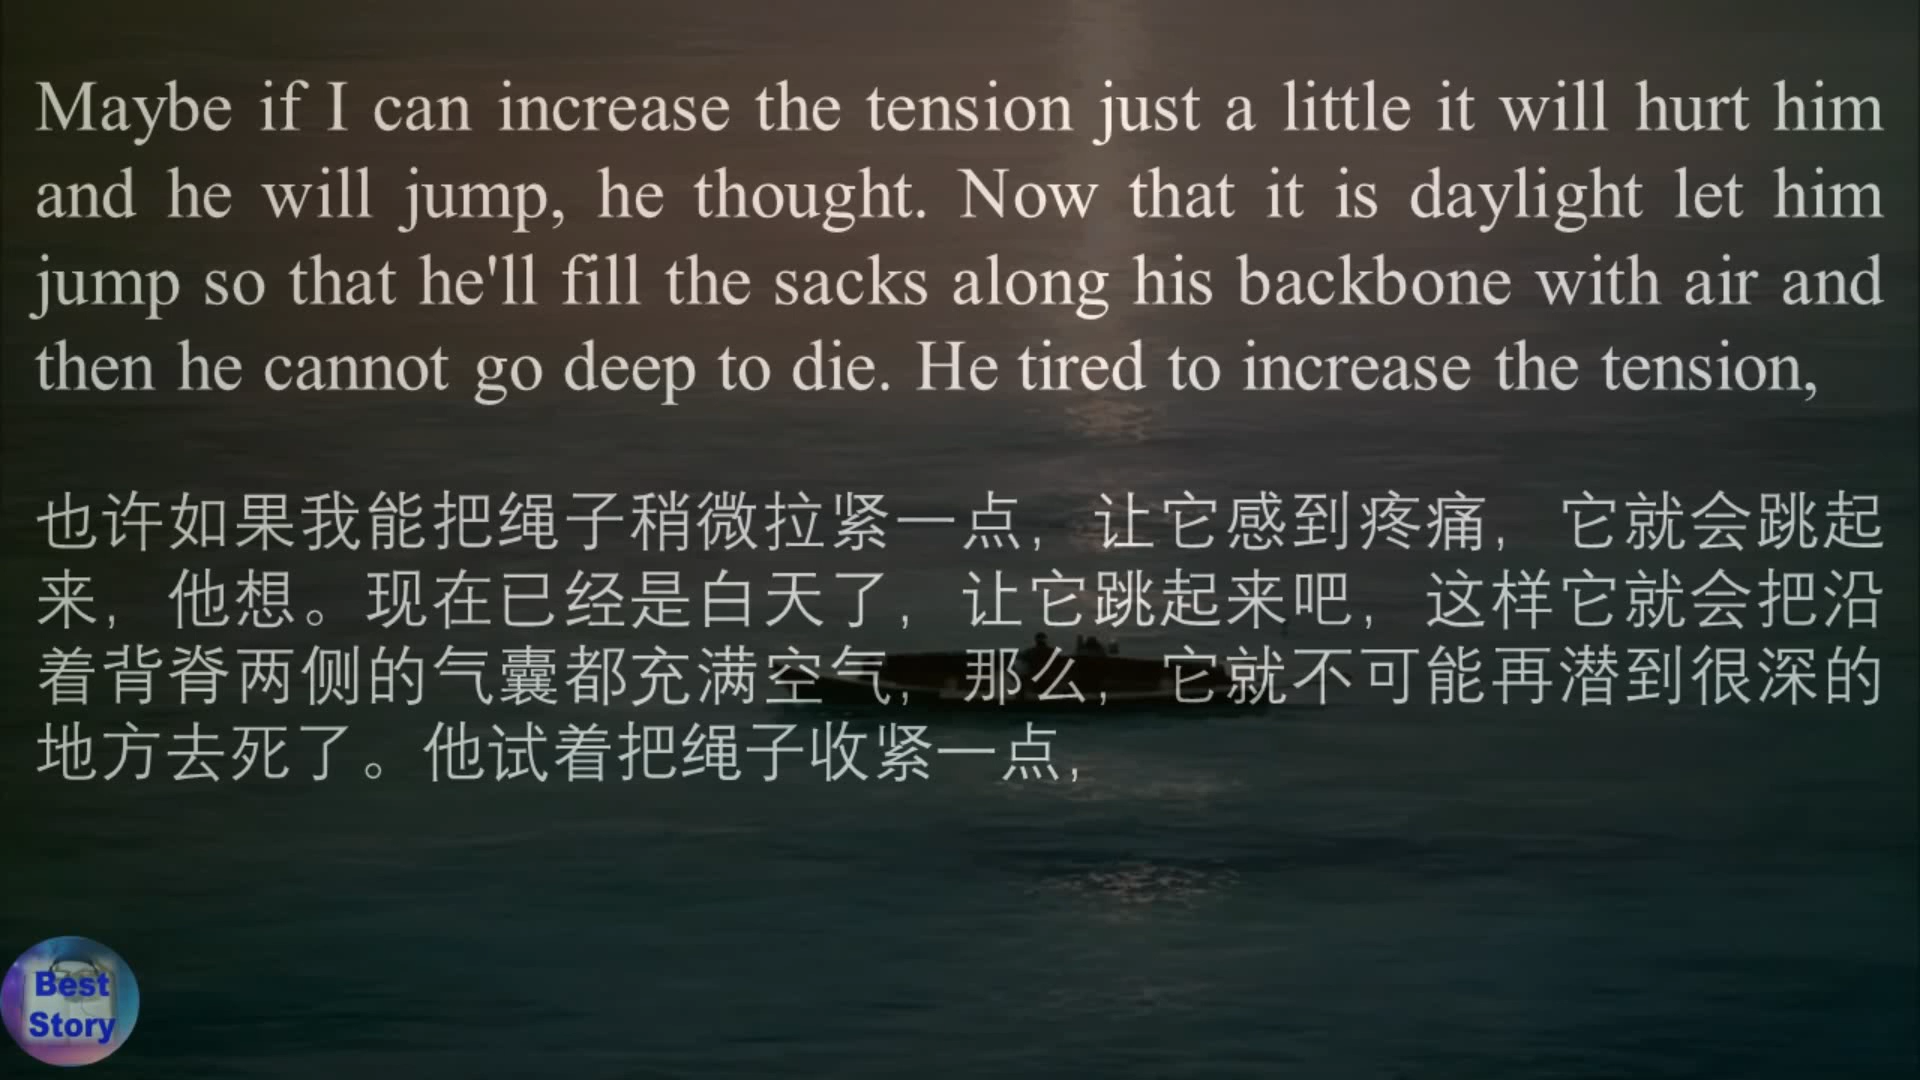 Maybe if I can increase the tension just a little it will hurt him
and he will jump, he thought. Now that it is daylight let him
jump so that he'll fill the sacks along his backbone with air and
then he cannot go deep to die. He tired to increase the tension,
也许如果我能把绳子稍微拉紧一点，让它感到疼痛，它就会跳起
来，他想。现在已经是白天了，让它跳起来吧，这样它就会把沿
着背脊两侧的气囊都充满空气，那么，它就不可能再潜到很深的
地方去死了。他试着把绳子收紧一点，
Best
Story